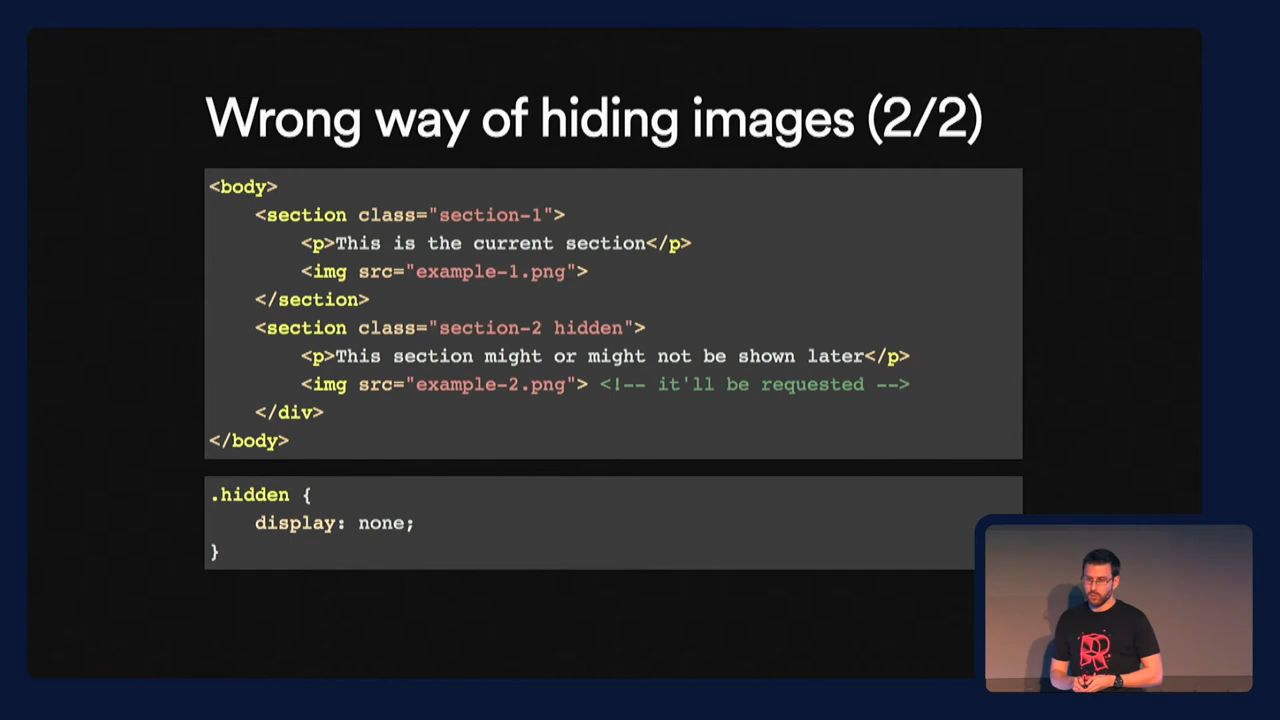 Wrong way of hiding images (2/2)
<body>
    <section class="section-1">
        <p>This is the current section</p>
        <img src="example-1.png">
    </section>
    <section class="section-2 hidden">
        <p>This section might or might not be shown later</p>
        <img src="example-2.png"> <!-- it'll be requested -->
    </div>
</body>
.hidden {
    display: none;
}